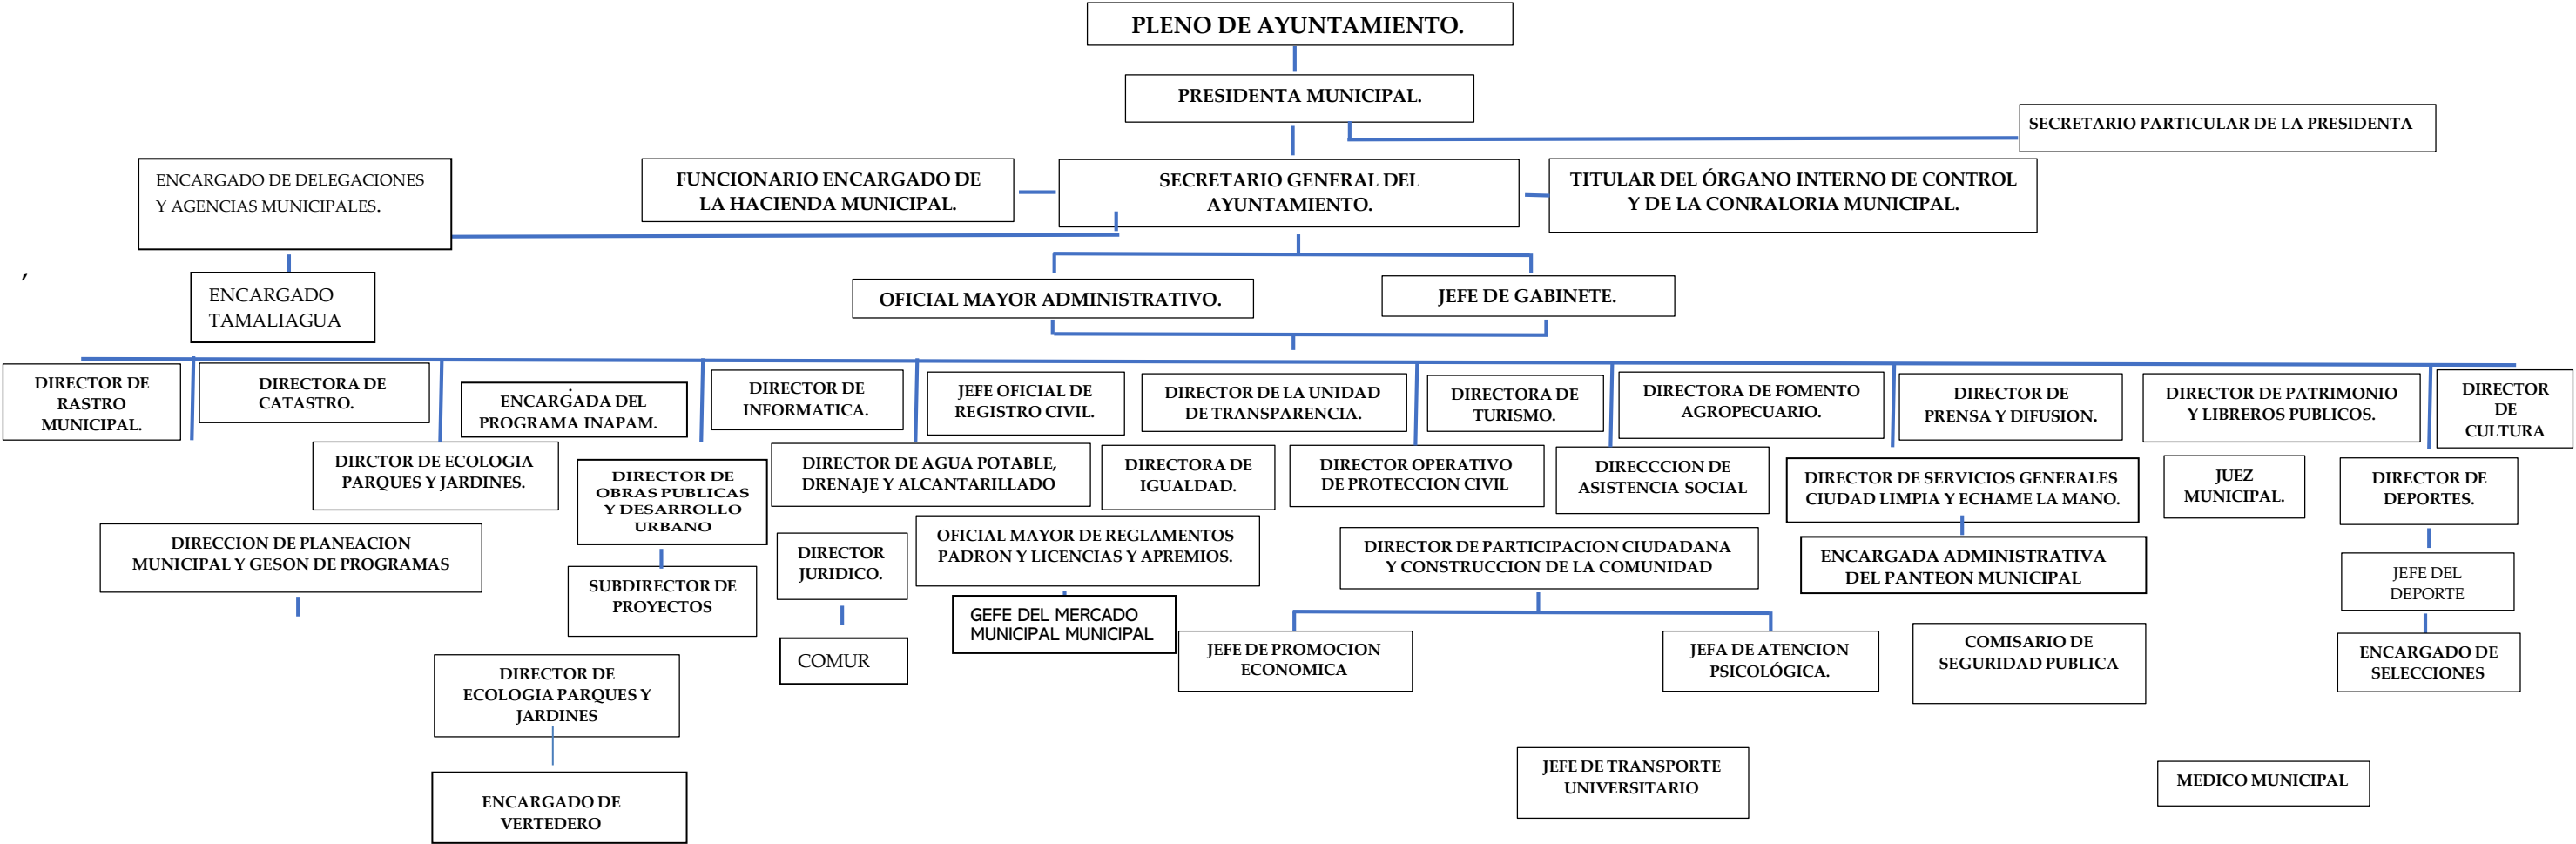 PLENO DE AYUNTAMIENTO.
PRESIDENTA MUNICIPAL.
SECRETARIO PARTICULAR DE LA PRESIDENTA
ENCARGADO DE DELEGACIONES
Y AGENCIAS MUNICIPALES.
FUNCIONARIO ENCARGADO DE
LA HACIENDA MUNICIPAL.
SECRETARIO GENERAL DEL
AYUNTAMIENTO.
TITULAR DEL ÓRGANO INTERNO DE CONTROL
Y DE LA CONRALORIA MUNICIPAL.
ENCARGADO
TAMALIAGUA
OFICIAL MAYOR ADMINISTRATIVO.
JEFE DE GABINETE.
DIRECTOR DE
RASTRO
MUNICIPAL.
DIRECTORA DE
CATASTRO.
ENCARGADA DEL
PROGRAMA INAPAM.
DIRECTOR DE
INFORMATICA.
JEFE OFICIAL DE
REGISTRO CIVIL.
DIRECTOR DE LA UNIDAD
DE TRANSPARENCIA.
DIRECTORA DE
TURISMO.
DIRECTORA DE FOMENTO
AGROPECUARIO.
DIRECTOR DE
PRENSA Y DIFUSION.
DIRECTOR DE PATRIMONIO
Y LIBREROS PUBLICOS.
DIRECTOR
DE
CULTURA
DIRCTOR DE ECOLOGIA
PARQUES Y JARDINES.
DIRECTOR DE
OBRAS PUBLICAS
Y DESARROLLO
URBANO
DIRECTOR DE AGUA POTABLE,
DRENAJE Y ALCANTARILLADO
DIRECTORA DE
IGUALDAD.
DIRECTOR OPERATIVO
DE PROTECCION CIVIL
DIRECCCION DE
ASISTENCIA SOCIAL
DIRECTOR DE SERVICIOS GENERALES
CIUDAD LIMPIA Y ECHAME LA MANO.
JUEZ
MUNICIPAL.
DIRECTOR DE
DEPORTES.
DIRECCION DE PLANEACION
MUNICIPAL Y GESON DE PROGRAMAS
SUBDIRECTOR DE
PROYECTOS
DIRECTOR
JURIDICO.
OFICIAL MAYOR DE REGLAMENTOS
PADRON Y LICENCIAS Y APREMIOS.
DIRECTOR DE PARTICIPACION CIUDADANA
Y CONSTRUCCION DE LA COMUNIDAD
ENCARGADA ADMINISTRATIVA
DEL PANTEON MUNICIPAL
JEFE DEL
DEPORTE
COMUR
GEFE DEL MERCADO
MUNICIPAL MUNICIPAL
JEFE DE PROMOCION
ECONOMICA
JEFA DE ATENCION
PSICOLÓGICA.
COMISARIO DE
SEGURIDAD PUBLICA
ENCARGADO DE
SELECCIONES
DIRECTOR DE
ECOLOGIA PARQUES Y
JARDINES
JEFE DE TRANSPORTE
UNIVERSITARIO
MEDICO MUNICIPAL
ENCARGADO DE
VERTEDERO